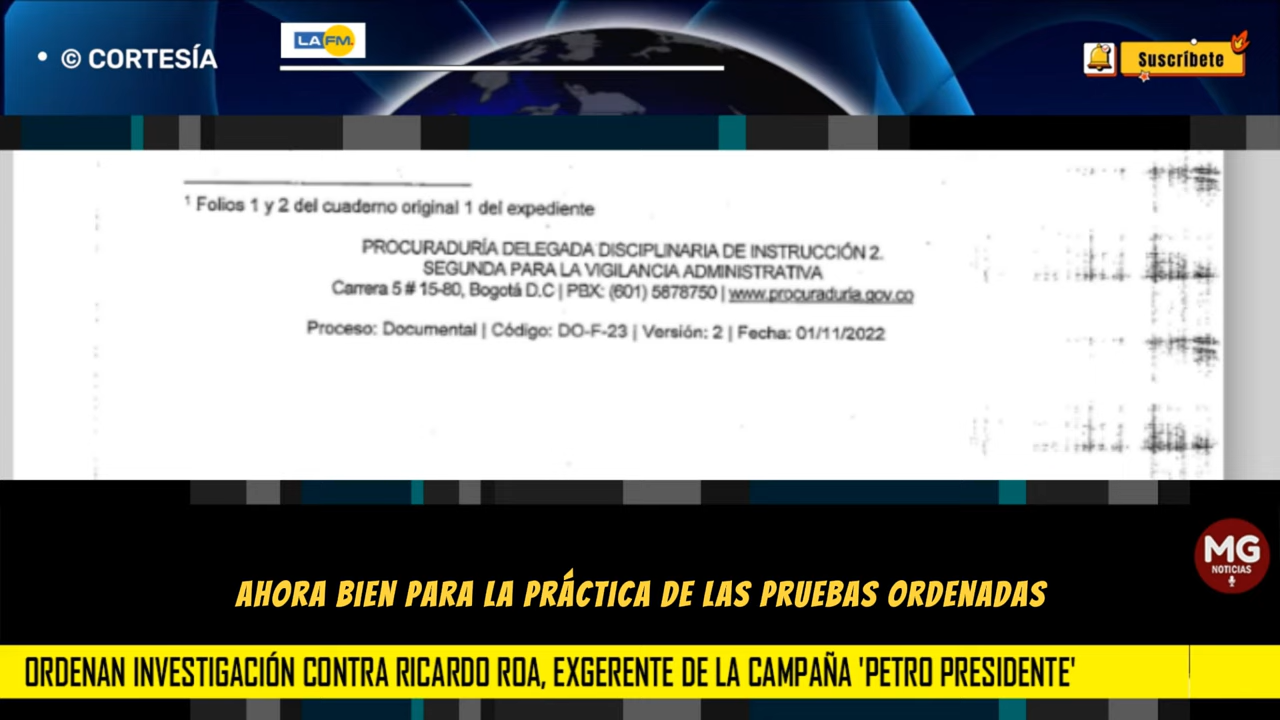 • © CORTESÍA
LA FM.
Suscríbete
¹ Folios 1 y 2 del cuaderno original 1 del expediente
PROCURADURÍA DELEGADA DISCIPLINARIA DE INSTRUCCIÓN 2.
SEGUNDA PARA LA VIGILANCIA ADMINISTRATIVA
Carrera 5 # 15-80, Bogotá D.C | PBX: (601) 5878750 | www.procuraduria.gov.co
Proceso: Documental | Código: DO-F-23 | Versión: 2 | Fecha: 01/11/2022
MG
NOTICIAS
AHORA BIEN PARA LA PRÁCTICA DE LAS PRUEBAS ORDENADAS
ORDENAN INVESTIGACIÓN CONTRA RICARDO ROA, EXGERENTE DE LA CAMPAÑA 'PETRO PRESIDENTE'